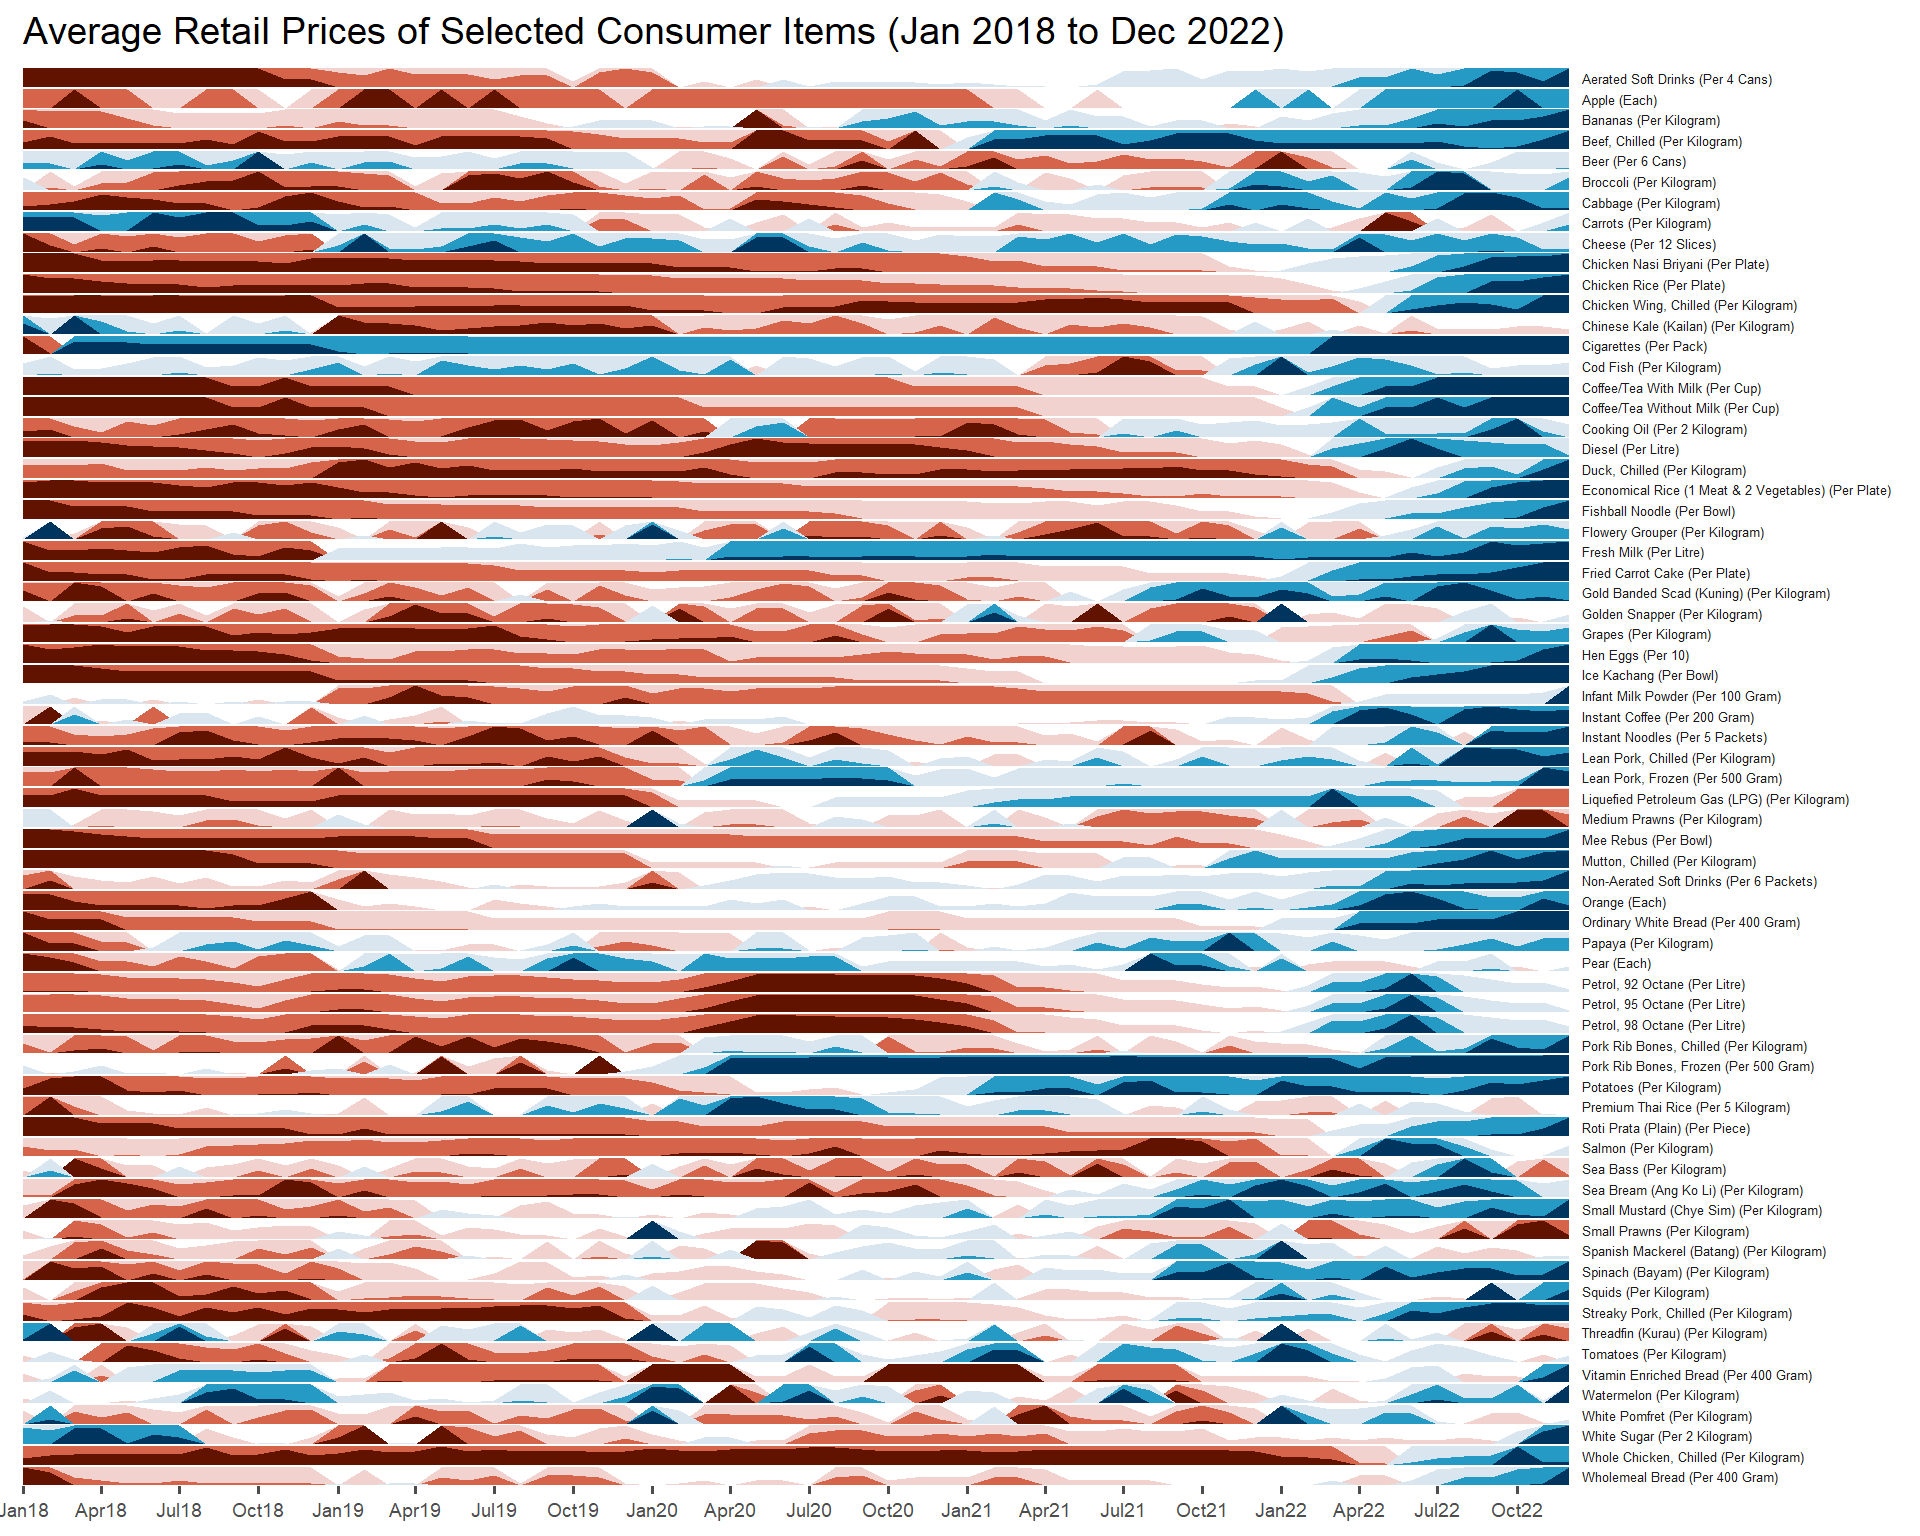 Average Retail Prices of Selected Consumer Items (Jan 2018 to Dec 2022)
Aerated Soft Drinks (Per 4 Cans)
Apple (Each)
Bananas (Per Kilogram)
Beef, Chilled (Per Kilogram)
Beer (Per 6 Cans)
Broccoli (Per Kilogram)
Cabbage (Per Kilogram)
Carrots (Per Kilogram)
Cheese (Per 12 Slices)
Chicken Nasi Briyani (Per Plate)
Chicken Rice (Per Plate)
Chicken Wing, Chilled (Per Kilogram)
Chinese Kale (Kailan) (Per Kilogram)
Cigarettes (Per Pack)
Cod Fish (Per Kilogram)
Coffee/Tea With Milk (Per Cup)
Coffee/Tea Without Milk (Per Cup)
Cooking Oil (Per 2 Kilogram)
Diesel (Per Litre)
Duck, Chilled (Per Kilogram)
Economical Rice (1 Meat & 2 Vegetables) (Per Plate)
Fishball Noodle (Per Bowl)
Flowery Grouper (Per Kilogram)
Fresh Milk (Per Litre)
Fried Carrot Cake (Per Plate)
Gold Banded Scad (Kuning) (Per Kilogram)
Golden Snapper (Per Kilogram)
Grapes (Per Kilogram)
Hen Eggs (Per 10)
Ice Kachang (Per Bowl)
Infant Milk Powder (Per 100 Gram)
Instant Coffee (Per 200 Gram)
Instant Noodles (Per 5 Packets)
Lean Pork, Chilled (Per Kilogram)
Lean Pork, Frozen (Per 500 Gram)
Liquefied Petroleum Gas (LPG) (Per Kilogram)
Medium Prawns (Per Kilogram)
Mee Rebus (Per Bowl)
Mutton, Chilled (Per Kilogram)
Non-Aerated Soft Drinks (Per 6 Packets)
Orange (Each)
Ordinary White Bread (Per 400 Gram)
Papaya (Per Kilogram)
Pear (Each)
Petrol, 92 Octane (Per Litre)
Petrol, 95 Octane (Per Litre)
Petrol, 98 Octane (Per Litre)
Pork Rib Bones, Chilled (Per Kilogram)
Pork Rib Bones, Frozen (Per 500 Gram)
Potatoes (Per Kilogram)
Premium Thai Rice (Per 5 Kilogram)
Roti Prata (Plain) (Per Piece)
Salmon (Per Kilogram)
Sea Bass (Per Kilogram)
Sea Bream (Ang Ko Li) (Per Kilogram)
Small Mustard (Chye Sim) (Per Kilogram)
Small Prawns (Per Kilogram)
Spanish Mackerel (Batang) (Per Kilogram)
Spinach (Bayam) (Per Kilogram)
Squids (Per Kilogram)
Streaky Pork, Chilled (Per Kilogram)
Threadfin (Kurau) (Per Kilogram)
Tomatoes (Per Kilogram)
Vitamin Enriched Bread (Per 400 Gram)
Watermelon (Per Kilogram)
White Pomfret (Per Kilogram)
White Sugar (Per 2 Kilogram)
Whole Chicken, Chilled (Per Kilogram)
Wholemeal Bread (Per 400 Gram)
Jan18 Apr18 Jul18 Oct18 Jan19 Apr19 Jul19 Oct19 Jan20 Apr20 Jul20 Oct20 Jan21 Apr21 Jul21 Oct21 Jan22 Apr22 Jul22 Oct22